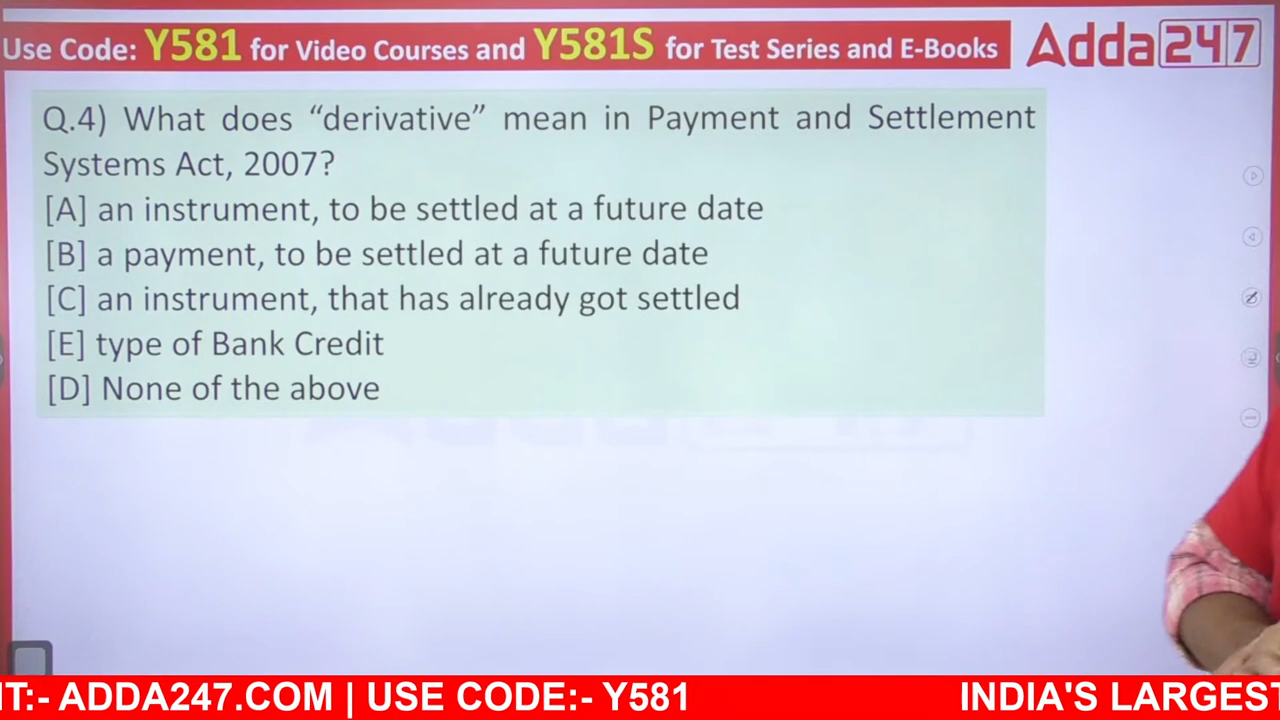 Use Code: Y581 for Video Courses and Y581S for Test Series and E-Books
Adda247
Q.4) What does “derivative” mean in Payment and Settlement
Systems Act, 2007?
[A] an instrument, to be settled at a future date
[B] a payment, to be settled at a future date
[C] an instrument, that has already got settled
[E] type of Bank Credit
[D] None of the above
IT:- ADDA247.COM | USE CODE:- Y581 INDIA'S LARGEST